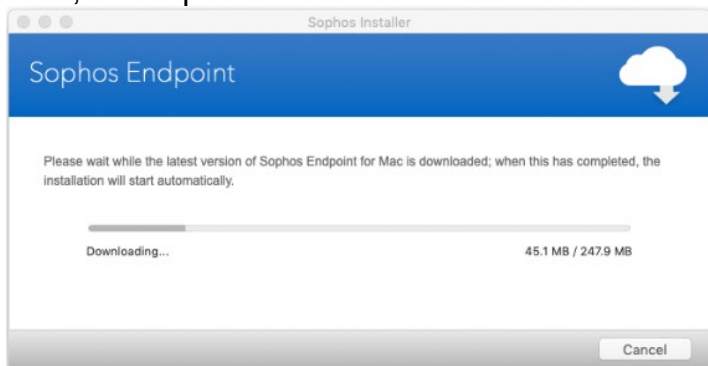 Sophos Installer
Sophos Endpoint
Please wait while the latest version of Sophos Endpoint for Mac is downloaded; when this has completed, the
installation will start automatically.
Downloading... 45.1 MB / 247.9 MB
Cancel